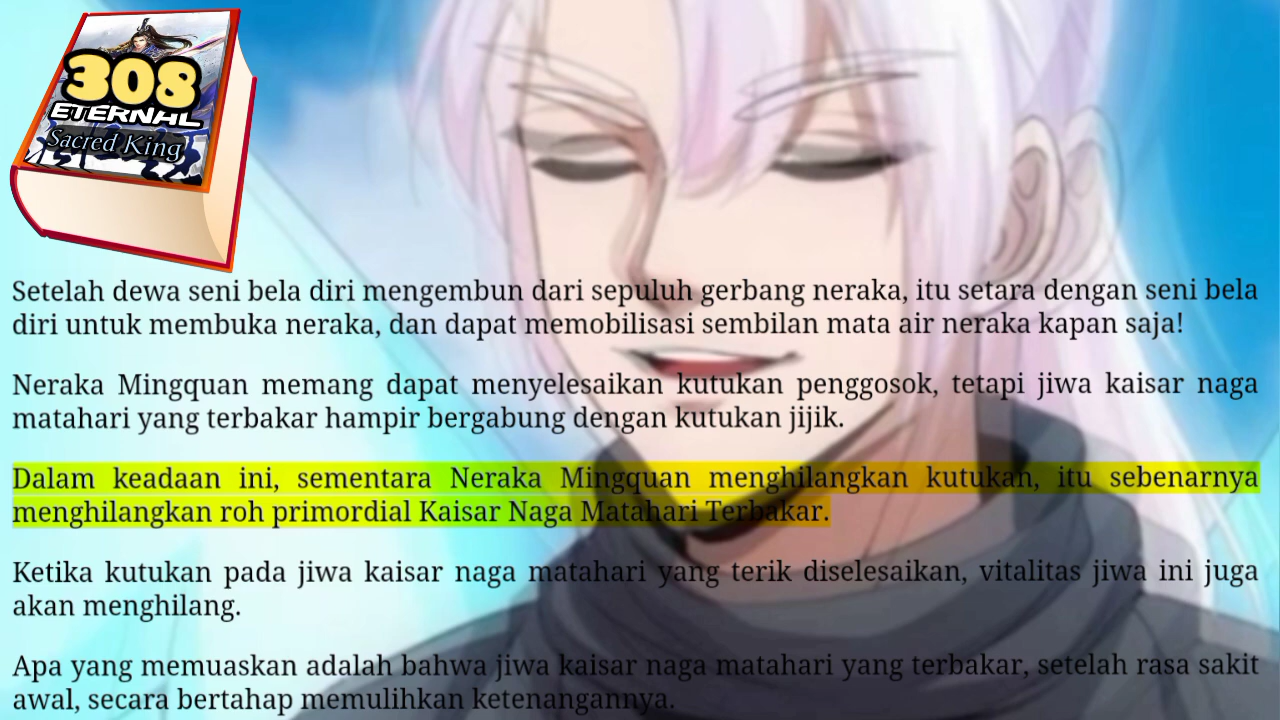 308
ETERNAL
Sacred King
Setelah dewa seni bela diri mengembun dari sepuluh gerbang neraka, itu setara dengan seni bela
diri untuk membuka neraka, dan dapat memobilisasi sembilan mata air neraka kapan saja!
Neraka Mingquan memang dapat menyelesaikan kutukan penggosok, tetapi jiwa kaisar naga
matahari yang terbakar hampir bergabung dengan kutukan jijik.
Dalam keadaan ini, sementara Neraka Mingquan menghilangkan kutukan, itu sebenarnya
menghilangkan roh primordial Kaisar Naga Matahari Terbakar.
Ketika kutukan pada jiwa kaisar naga matahari yang terik diselesaikan, vitalitas jiwa ini juga
akan menghilang.
Apa yang memuaskan adalah bahwa jiwa kaisar naga matahari yang terbakar, setelah rasa sakit
awal, secara bertahap memulihkan ketenangannya.